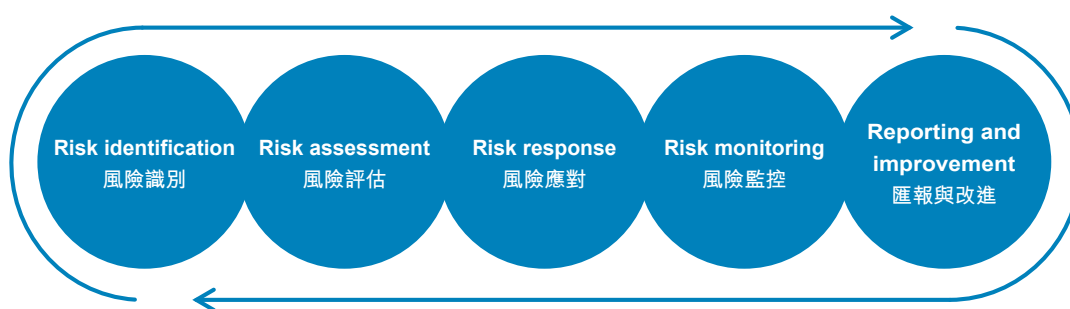 Risk identification
風險識別
Risk assessment
風險評估
Risk response
風險應對
Risk monitoring
風險監控
Reporting and
improvement
匯報與改進